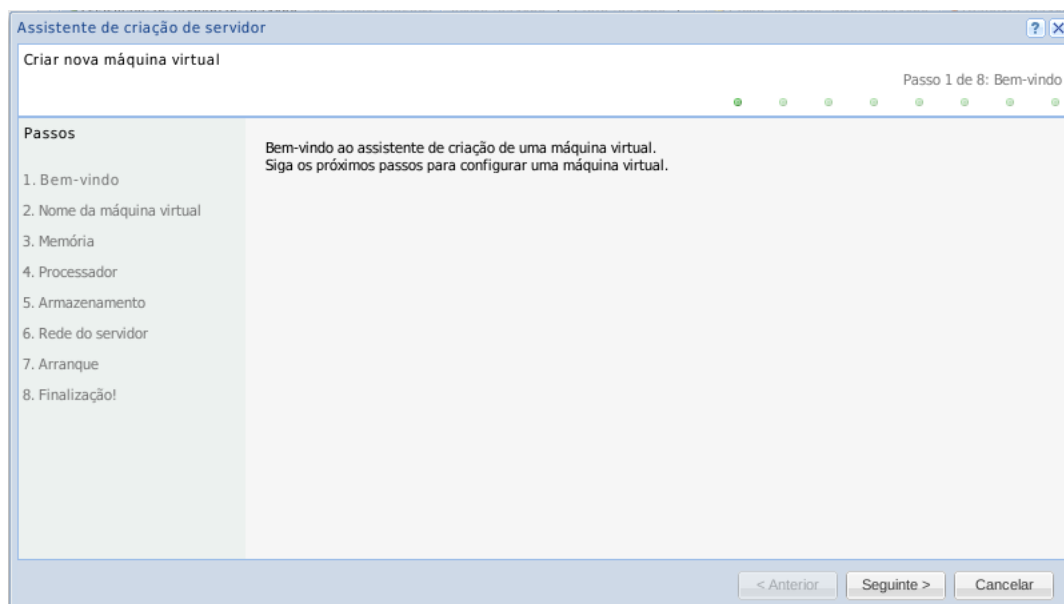 Assistente de criação de servidor
?
Criar nova máquina virtual
Passo 1 de 8: Bem-vindo
Passos
1. Bem-vindo
2. Nome da máquina virtual
3. Memória
4. Processador
5. Armazenamento
6. Rede do servidor
7. Arranque
8. Finalização!
Bem-vindo ao assistente de criação de uma máquina virtual.
Siga os próximos passos para configurar uma máquina virtual.
< Anterior
Seguinte >
Cancelar